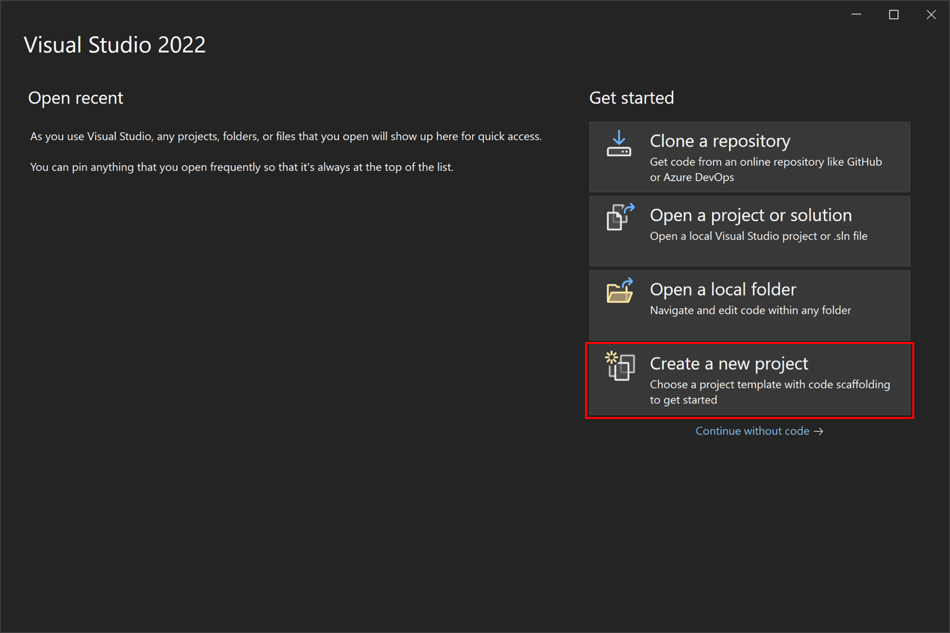 Visual Studio 2022
Open recent
As you use Visual Studio, any projects, folders, or files that you open will show up here for quick access.
You can pin anything that you open frequently so that it's always at the top of the list.
Get started
Clone a repository
Get code from an online repository like GitHub
or Azure DevOps
Open a project or solution
Open a local Visual Studio project or .sln file
Open a local folder
Navigate and edit code within any folder
Create a new project
Choose a project template with code scaffolding
to get started
Continue without code →